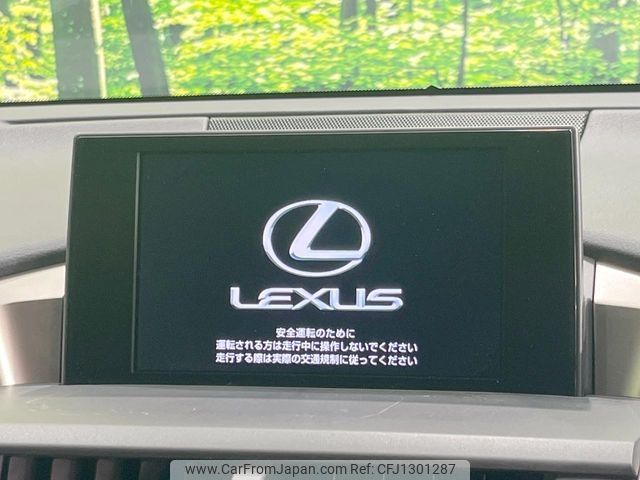 LEXUS
安全運転のために
運転される方は走行中に操作しないでください
走行する際は実際の交通規制に従ってください
www.CarFromJapan.com - Car ID: CFJ1301287